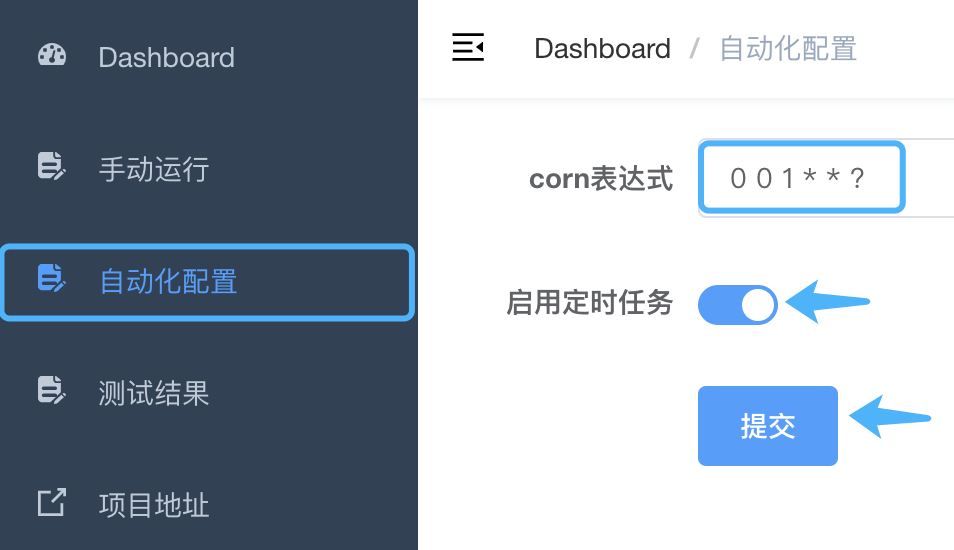 Dashboard
手动运行
自动化配置
测试结果
项目地址
Dashboard / 自动化配置
corn表达式
0 0 1 * * ?
启用定时任务
提交